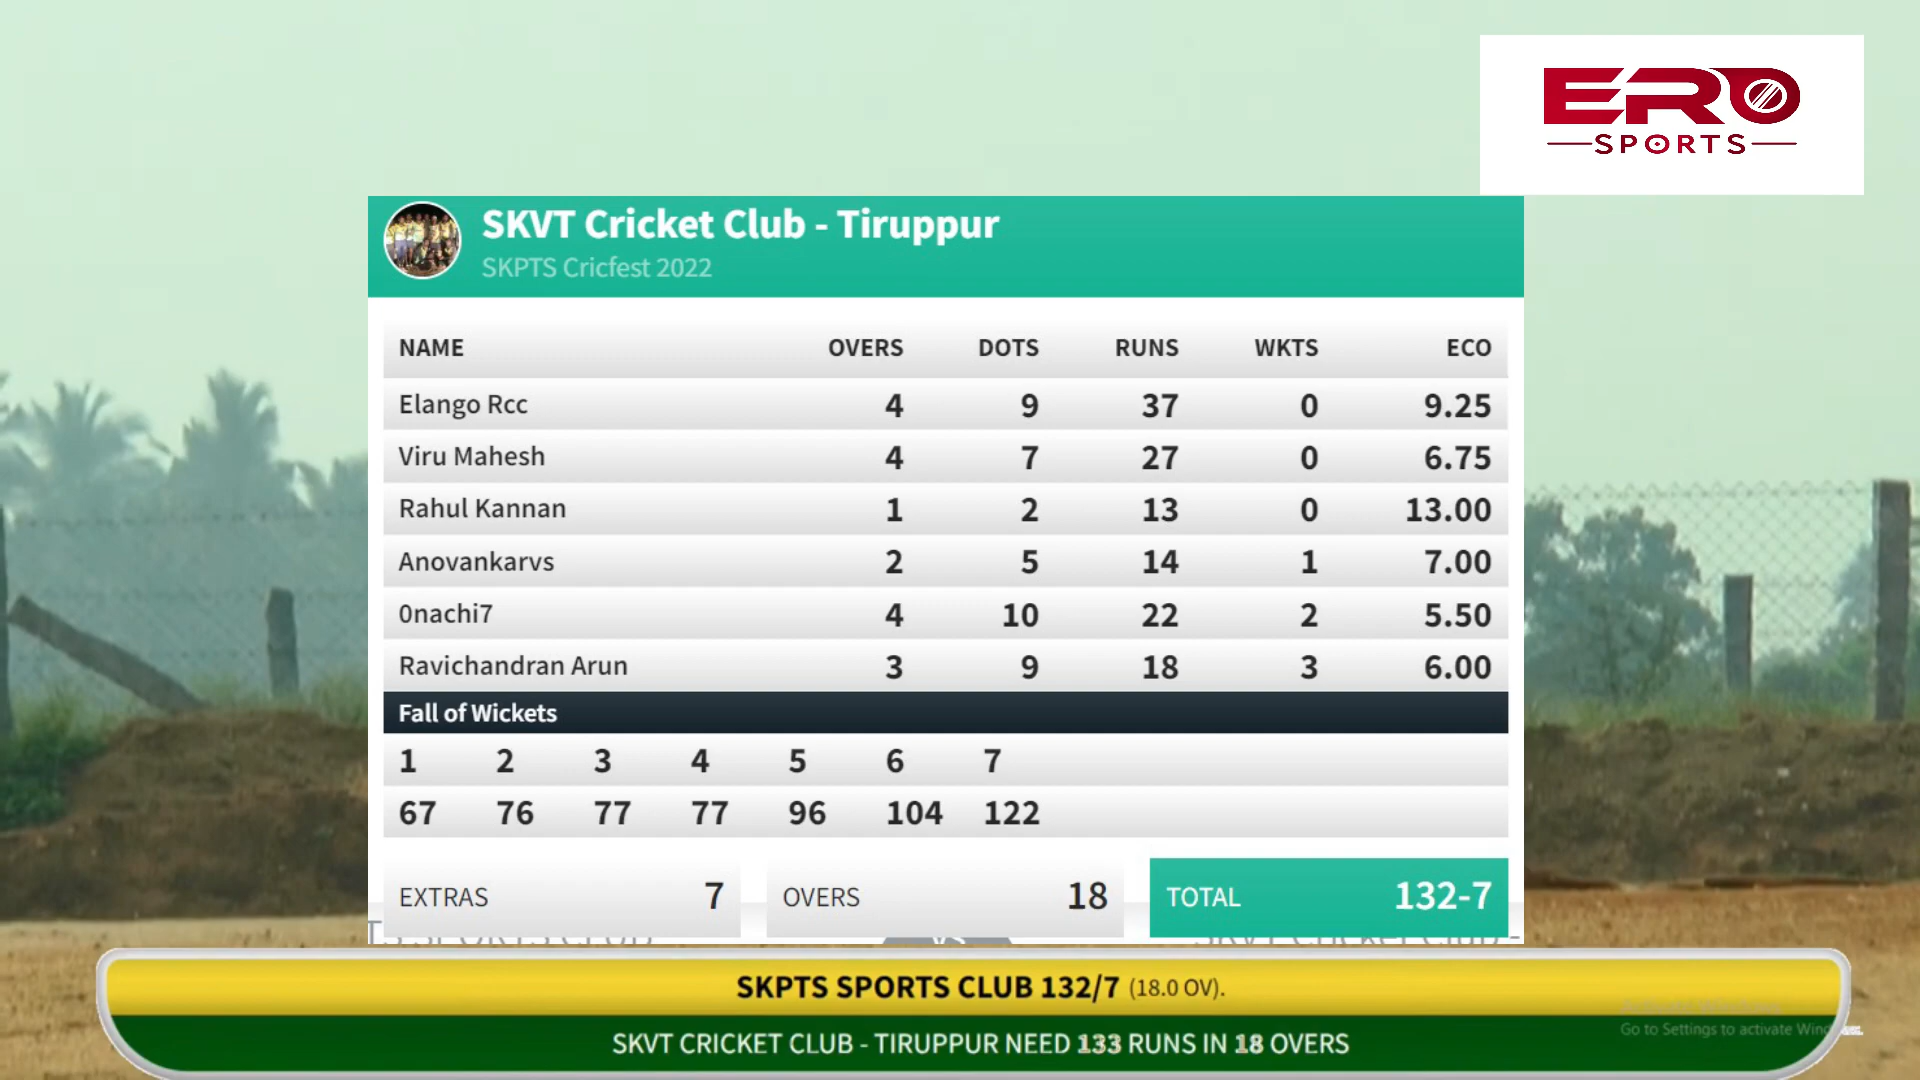 ERO
SPORTS
SKVT Cricket Club - Tiruppur
SKPTS Cricfest 2022
NAME OVERS DOTS RUNS WKTS ECO
Elango Rcc 4 9 37 0 9.25
Viru Mahesh 4 7 27 0 6.75
Rahul Kannan 1 2 13 0 13.00
Anovankarvs 2 5 14 1 7.00
0nachi7 4 10 22 2 5.50
Ravichandran Arun 3 9 18 3 6.00
Fall of Wickets
1 2 3 4 5 6 7
67 76 77 77 96 104 122
EXTRAS 7 OVERS 18 TOTAL 132-7
SKPTS SPORTS CLUB 132/7 (18.0 OV).
SKVT CRICKET CLUB - TIRUPPUR NEED 133 RUNS IN 18 OVERS
Go to Settings to activate